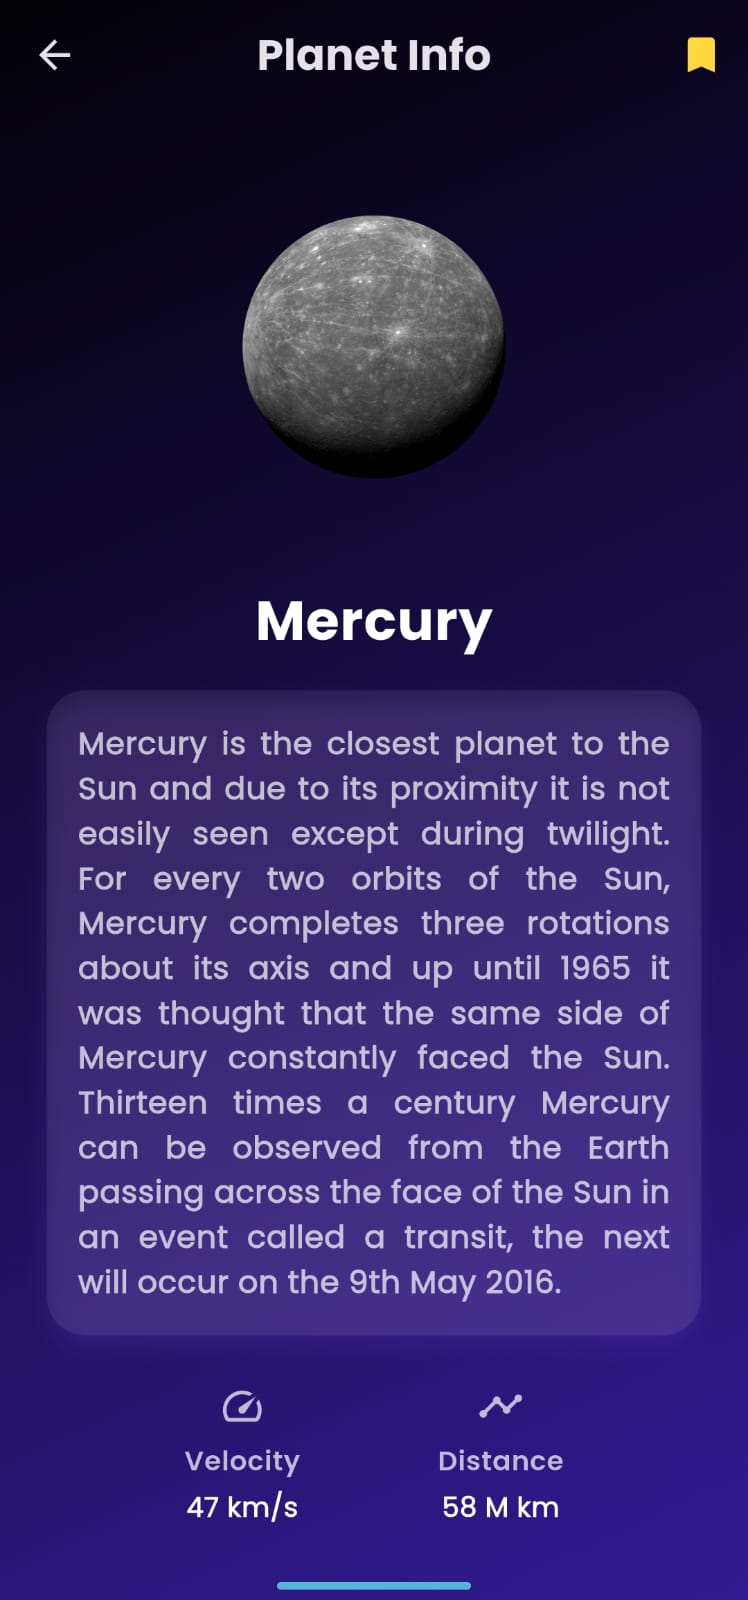 Planet Info
Mercury
Mercury is the closest planet to the
Sun and due to its proximity it is not
easily seen except during twilight.
For every two orbits of the Sun,
Mercury completes three rotations
about its axis and up until 1965 it
was thought that the same side of
Mercury constantly faced the Sun.
Thirteen times a century Mercury
can be observed from the Earth
passing across the face of the Sun in
an event called a transit, the next
will occur on the 9th May 2016.
Velocity
47 km/s
Distance
58 M km